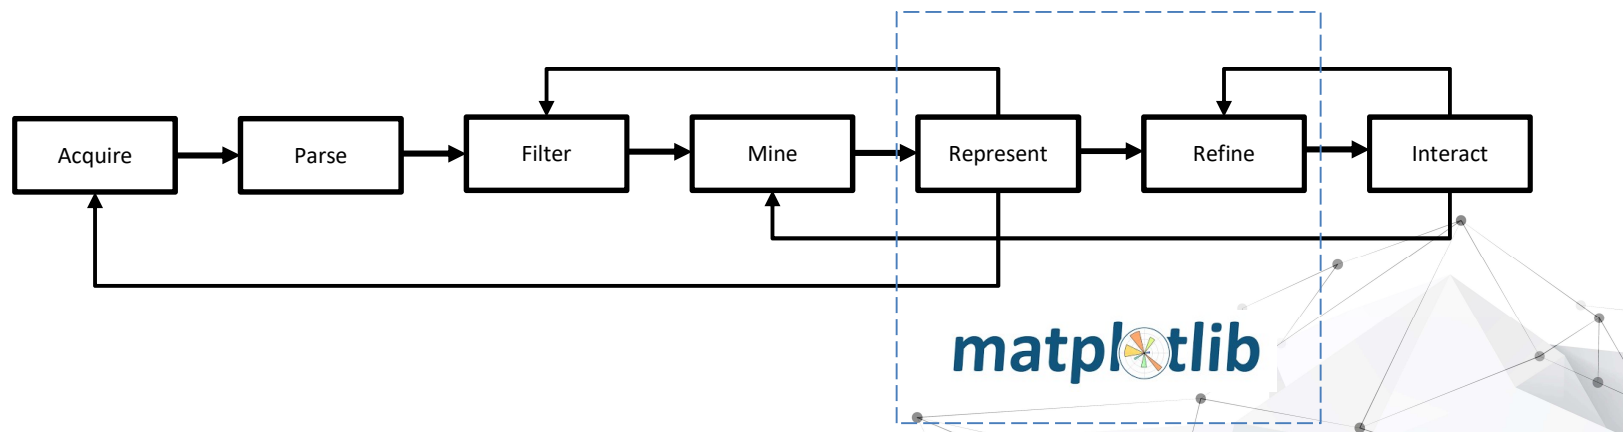 Acquire
Parse
Filter
Mine
Represent
Refine
Interact
matplotlib